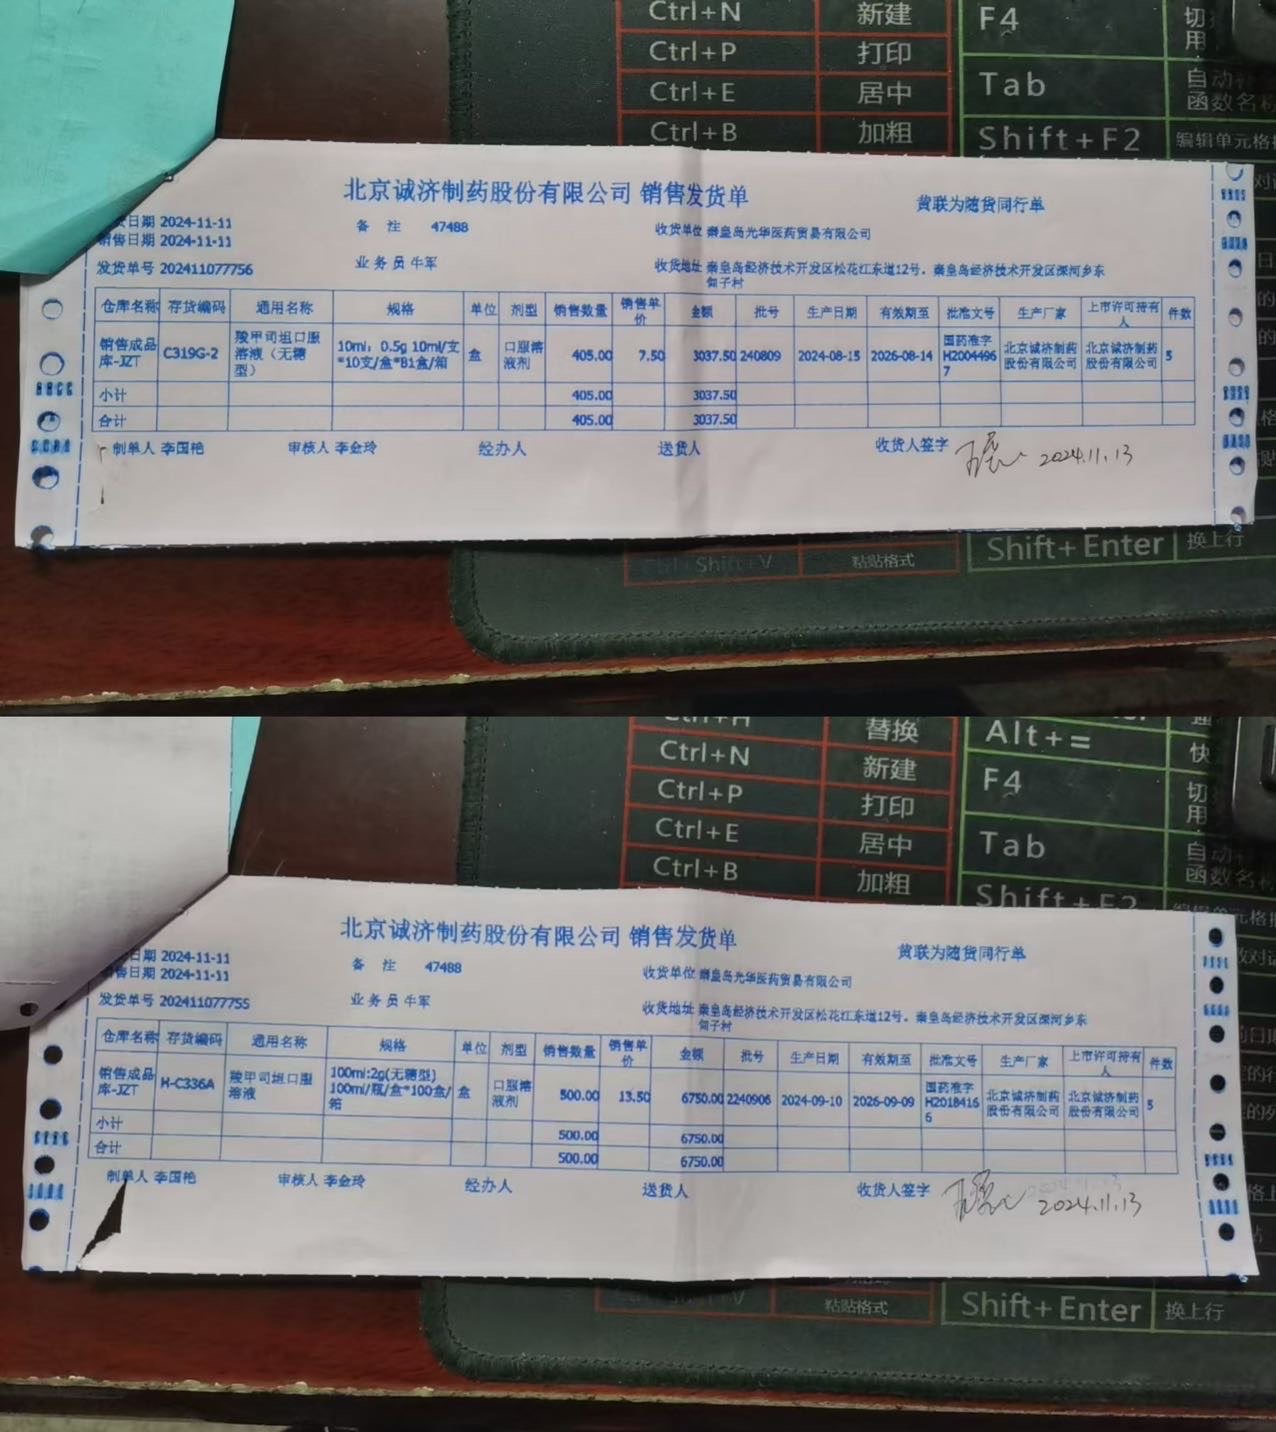 Ctrl+N 新建 F4
Ctrl+P 打印
Ctrl+E 居中 Tab 自动
函数名称
Ctrl+B 加粗 Shift+F2
北京诚济制药股份有限公司 销售发货单 黄联为随货同行单
日期 2024-11-11 备 注 47488 收货单位 秦皇岛光华医药贸易有限公司
销售日期 2024-11-11
发货单号 202411077756 业务员 牛军 收货地址 秦皇岛经济技术开发区松花江东道12号。秦皇岛经济技术开发区深河乡东
甸子村
仓库名称 存货编码 通用名称 规格 单位 剂型 销售数量 销售单价 金额 批号 生产日期 有效期至 批准文号 生产厂家 上市许可持有人 件数
销售成品库-JZT C319G-2 羧甲司坦口服溶液（无糖型） 10ml：0.5g 10ml/支*10支/盒*81盒/箱 盒 口服溶液剂 405.00 7.50 3037.50 240809 2024-08-15 2026-08-14 国药准字H20044967 北京诚济制药股份有限公司 北京诚济制药股份有限公司 5
小计 405.00 3037.50
合计 405.00 3037.50
制单人 李国艳 审核人 李金玲 经办人 送货人 收货人签字 2024.11.13
Shift+Enter 换上行
Ctrl+Shift+V 粘贴格式
Ctrl+H 替换 Alt+=
Ctrl+N 新建 F4
Ctrl+P 打印
Ctrl+E 居中 Tab 自动
函数名称
Ctrl+B 加粗 Shift+F2
北京诚济制药股份有限公司 销售发货单 黄联为随货同行单
日期 2024-11-11 备 注 47488 收货单位 秦皇岛光华医药贸易有限公司
售日期 2024-11-11
发货单号 202411077755 业务员 牛军 收货地址 秦皇岛经济技术开发区松花江东道12号。秦皇岛经济技术开发区深河乡东
甸子村
仓库名称 存货编码 通用名称 规格 单位 剂型 销售数量 销售单价 金额 批号 生产日期 有效期至 批准文号 生产厂家 上市许可持有人 件数
销售成品库-JZT H-C336A 羧甲司坦口服溶液 100ml:2g(无糖型) 100ml/瓶/盒*100盒/箱 盒 口服溶液剂 500.00 13.50 6750.00 2240906 2024-09-10 2026-09-09 国药准字H20184166 北京诚济制药股份有限公司 北京诚济制药股份有限公司 5
小计 500.00 6750.00
合计 500.00 6750.00
制单人 李国艳 审核人 李金玲 经办人 送货人 收货人签字 2024.11.13
粘贴格式 Shift+Enter 换上行